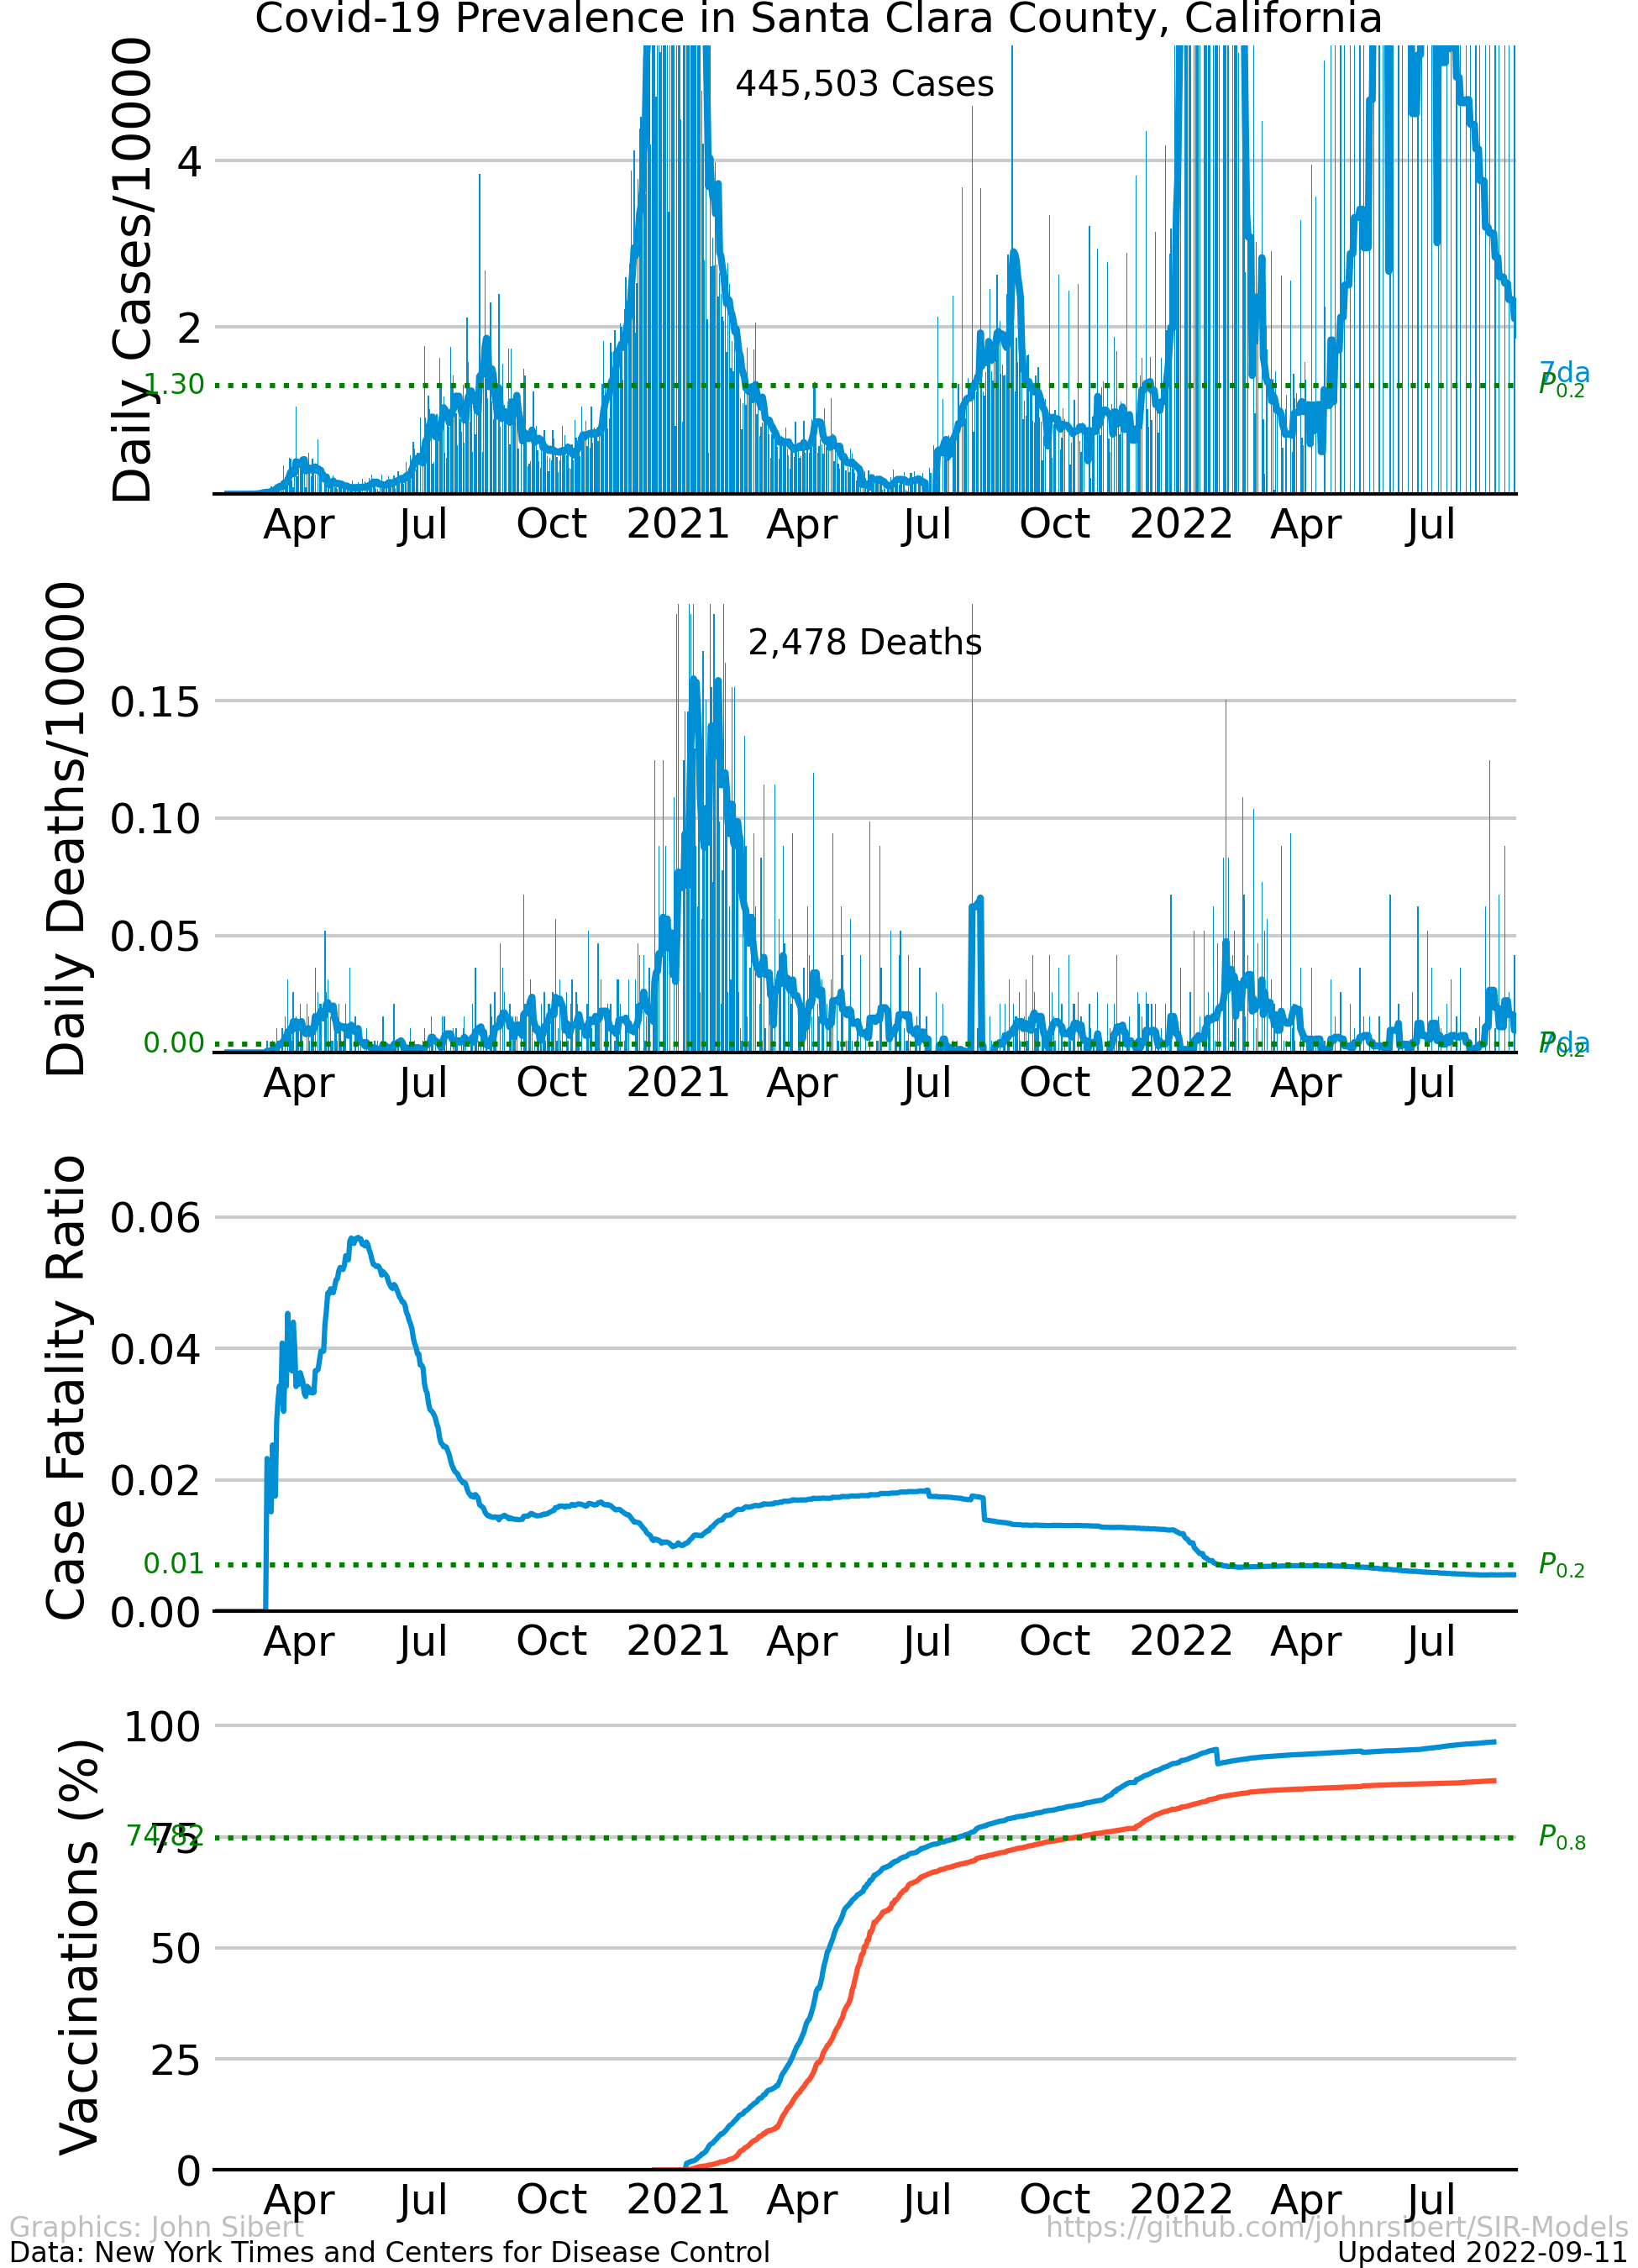 Covid-19 Prevalence in Santa Clara County, California
Daily Cases/10000
445,503 Cases
4
2
1.30
7da
P0.2
Apr Jul Oct 2021 Apr Jul Oct 2022 Apr Jul
Daily Deaths/10000
2,478 Deaths
0.15
0.10
0.05
0.00
7da
P0.2
Apr Jul Oct 2021 Apr Jul Oct 2022 Apr Jul
Case Fatality Ratio
0.06
0.04
0.02
0.01
P0.2
0.00
Apr Jul Oct 2021 Apr Jul Oct 2022 Apr Jul
Vaccinations (%)
100
75
74.82
P0.8
50
25
0
Apr Jul Oct 2021 Apr Jul Oct 2022 Apr Jul
Graphics: John Sibert https://github.com/johnrsibert/SIR-Models
Data: New York Times and Centers for Disease Control Updated 2022-09-11